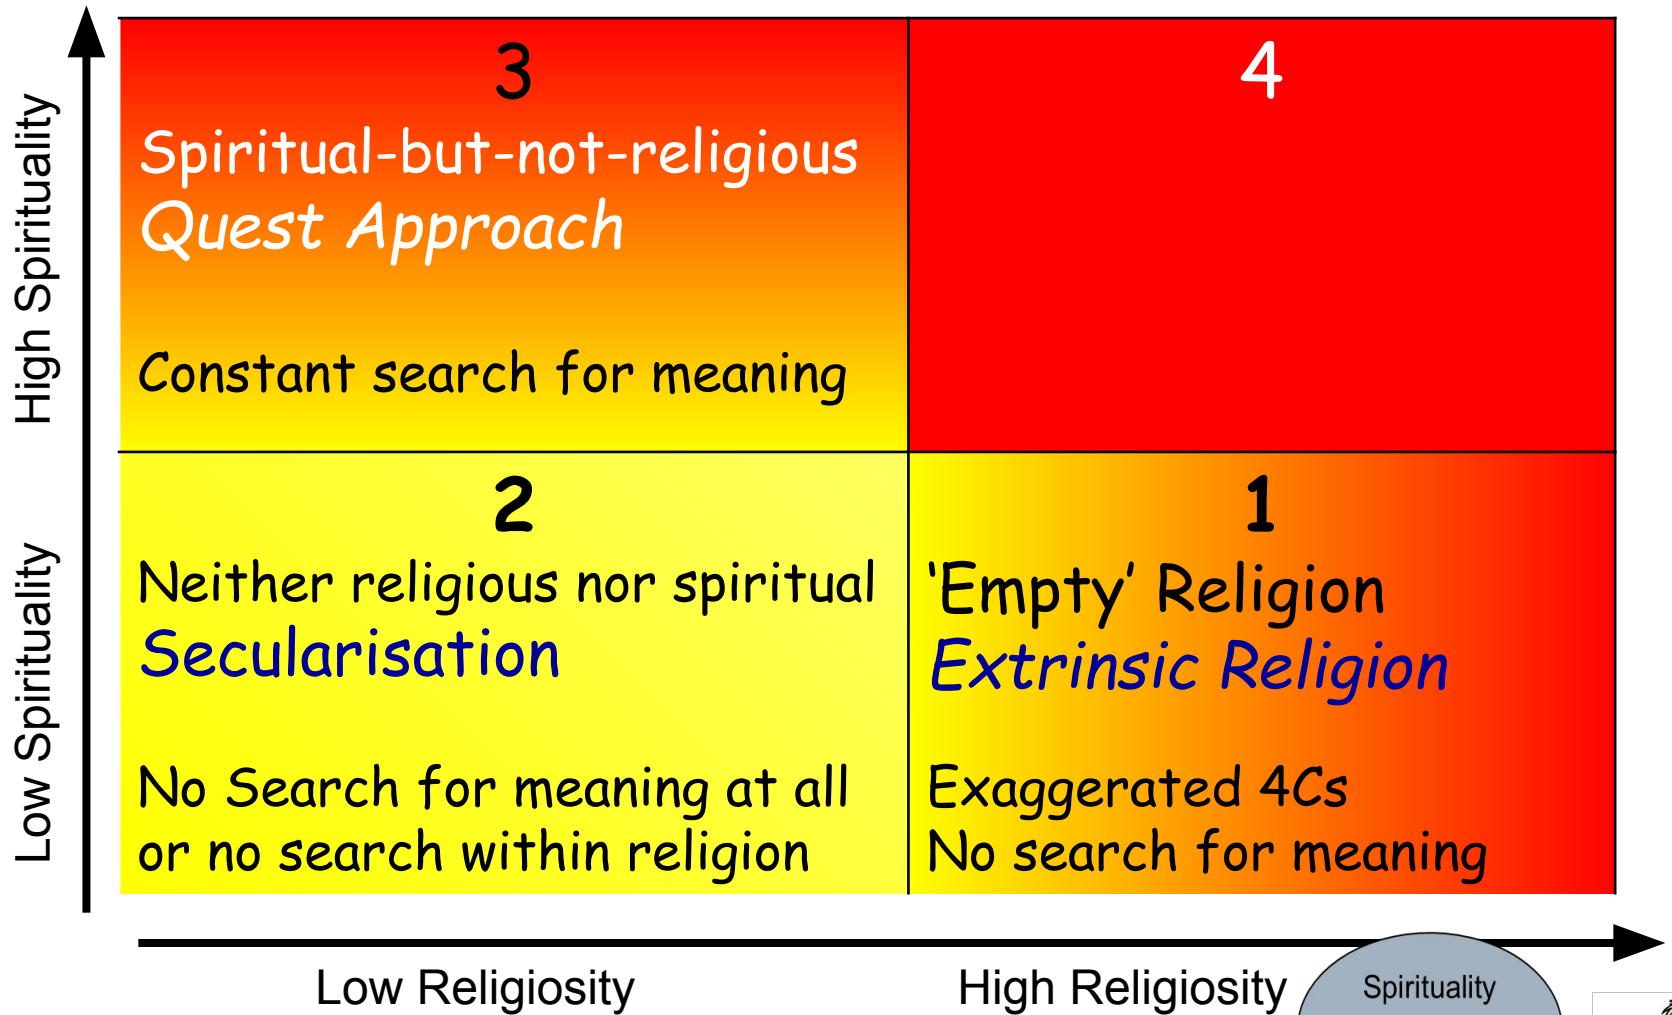 High Spirituality
Low Spirituality
3
Spiritual-but-not-religious
Quest Approach
Constant search for meaning
4
2
Neither religious nor spiritual
Secularisation
No Search for meaning at all
or no search within religion
1
‘Empty’ Religion
Extrinsic Religion
Exaggerated 4Cs
No search for meaning
Low Religiosity
High Religiosity
Spirituality